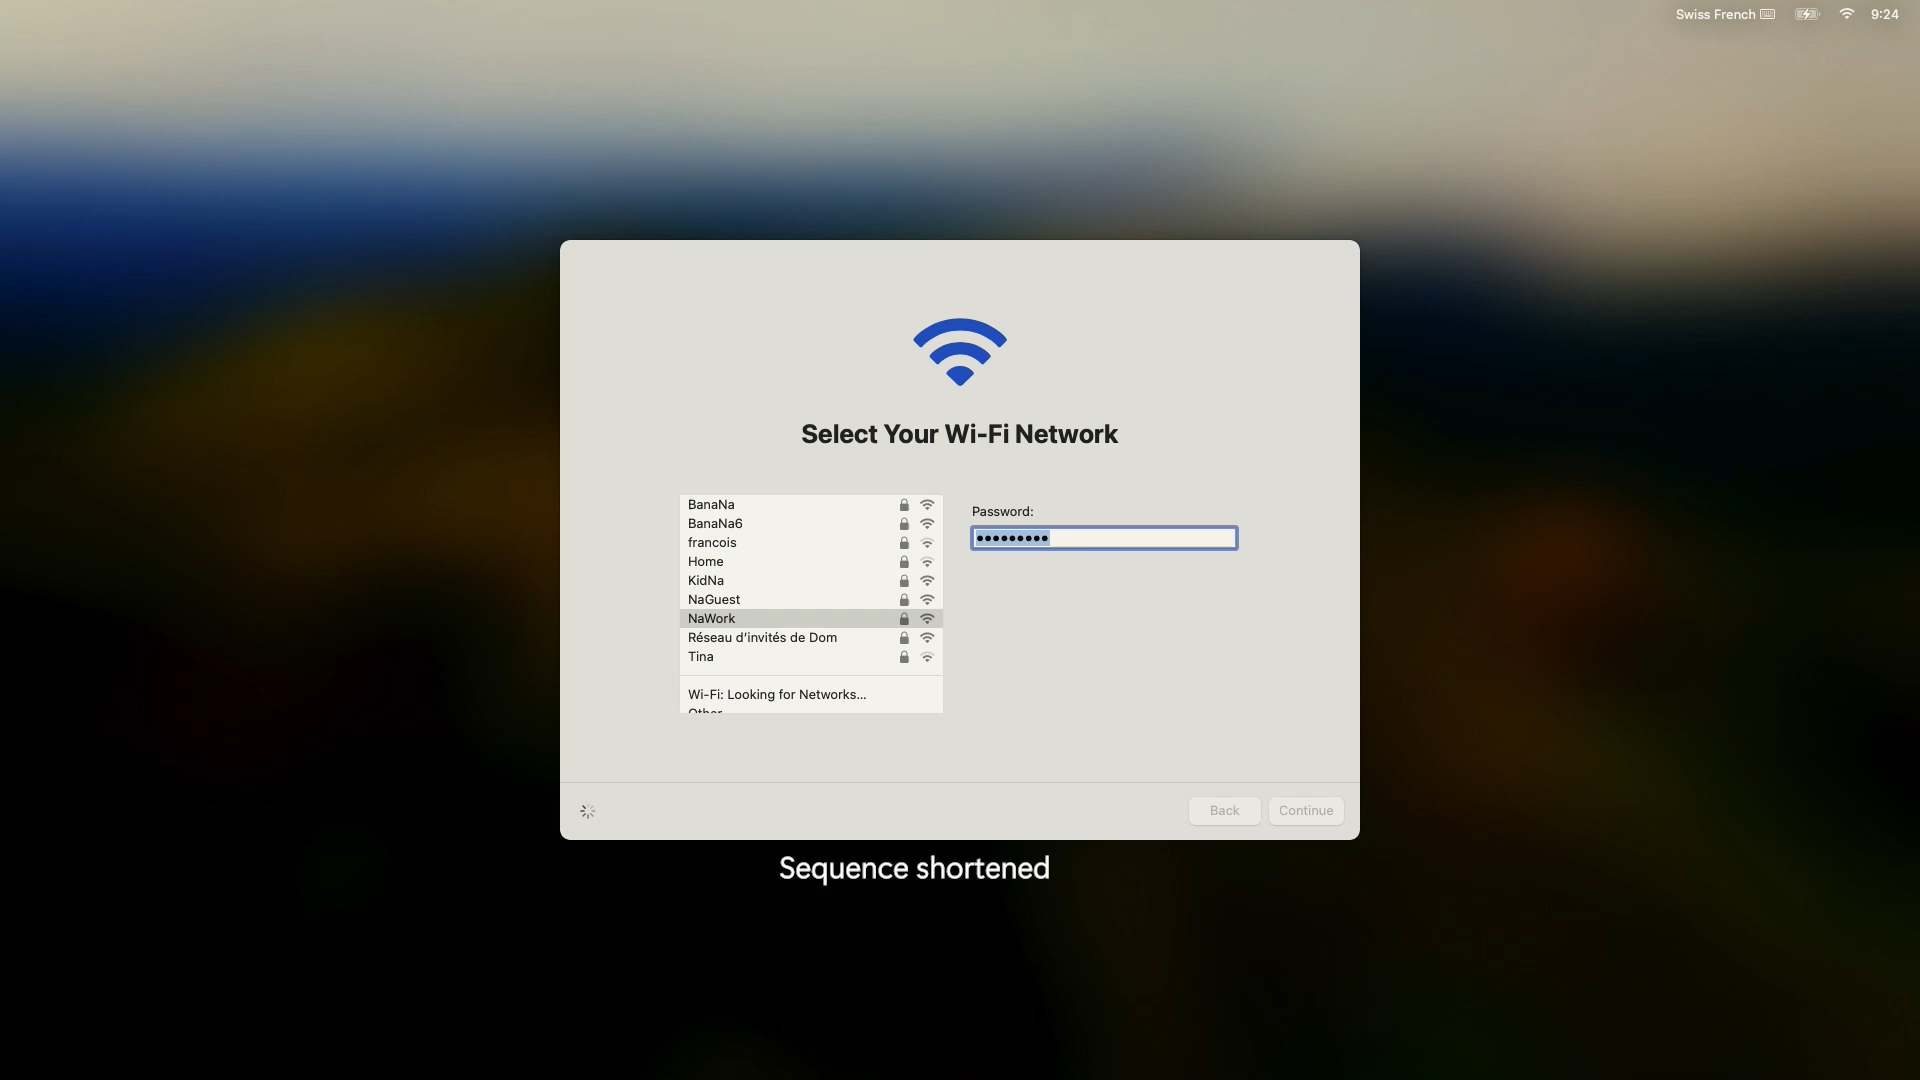 Swiss French 9:24
Select Your Wi-Fi Network
BanaNa
BanaNa6
francois
Home
KidNa
NaGuest
NaWork
Réseau d’invités de Dom
Tina
Wi-Fi: Looking for Networks...
Other
Password:
•••••••••
Back Continue
Sequence shortened